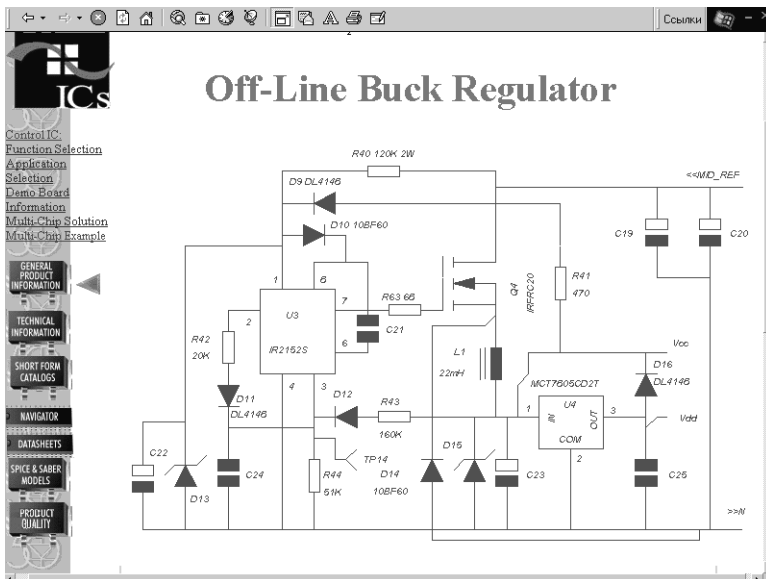 Ссылки
ICs
Off-Line Buck Regulator
Control IC:
Function Selection
Application
Selection
Demo Board
Information
Multi-Chip Solution
Multi-Chip Example
GENERAL
PRODUCT
INFORMATION
TECHNICAL
INFORMATION
SHORT FORM
CATALOGS
NAVIGATOR
DATASHEETS
SPICE & SABER
MODELS
PRODUCT
QUALITY
R40 120K 2W
<<MID_REF
D9 DL4146
D10 10BF60
C19
C20
1
8
Q4
IRFRC20
R41
470
2
U3
7
R63 66
R42
20K
C21
IR2152S
6
L1
22mH
Vcc
D16
DL4146
4
3
D12
R43
MCT7805CD2T
D11
DL4146
1
IN
U4
OUT
3
Vdd
COM
160K
2
C22
TP14
D15
C24
R44
51K
D14
10BF60
C23
C25
D13
>>N